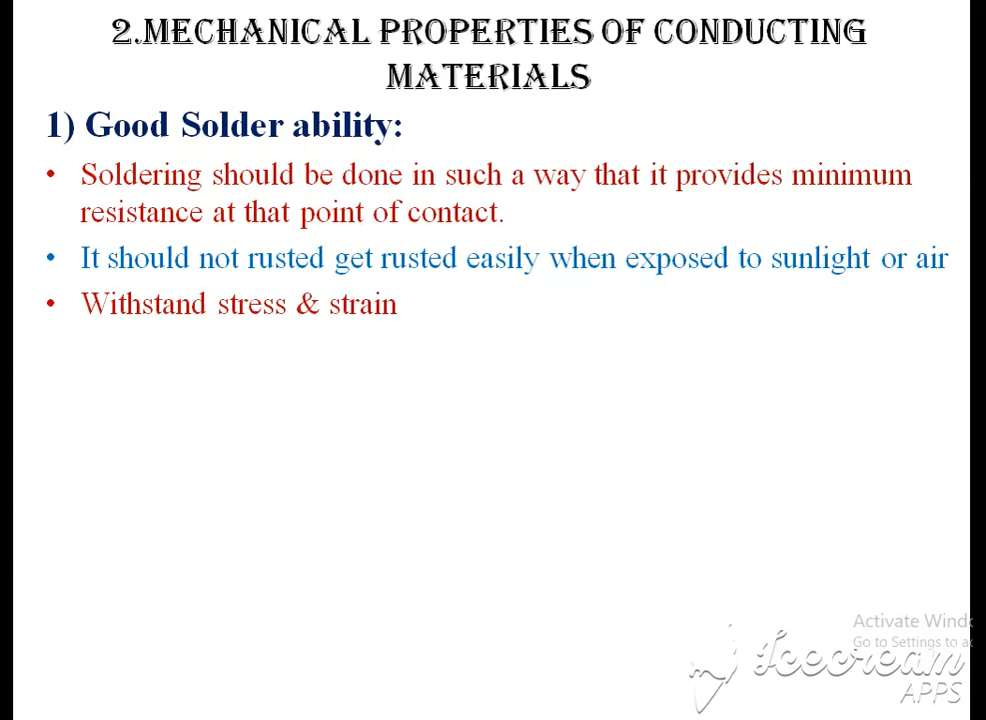 2.MECHANICAL PROPERTIES OF CONDUCTING
MATERIALS
1) Good Solder ability:
• Soldering should be done in such a way that it provides minimum
resistance at that point of contact.
• It should not rusted get rusted easily when exposed to sunlight or air
• Withstand stress & strain
Activate Wind
Go to Settings to a
Icecream
APPS